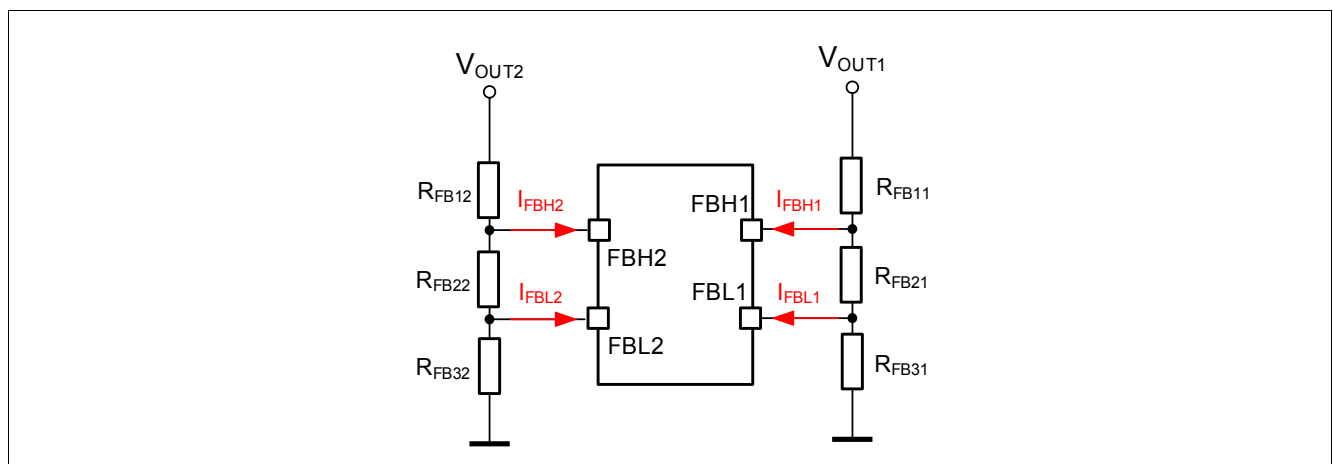 VOUT2
VOUT1
RFB12
IFBH2
FBH1
IFBH1
RFB11
FBH2
RFB22
IFBL2
FBL1
IFBL1
RFB21
FBL2
RFB32
RFB31